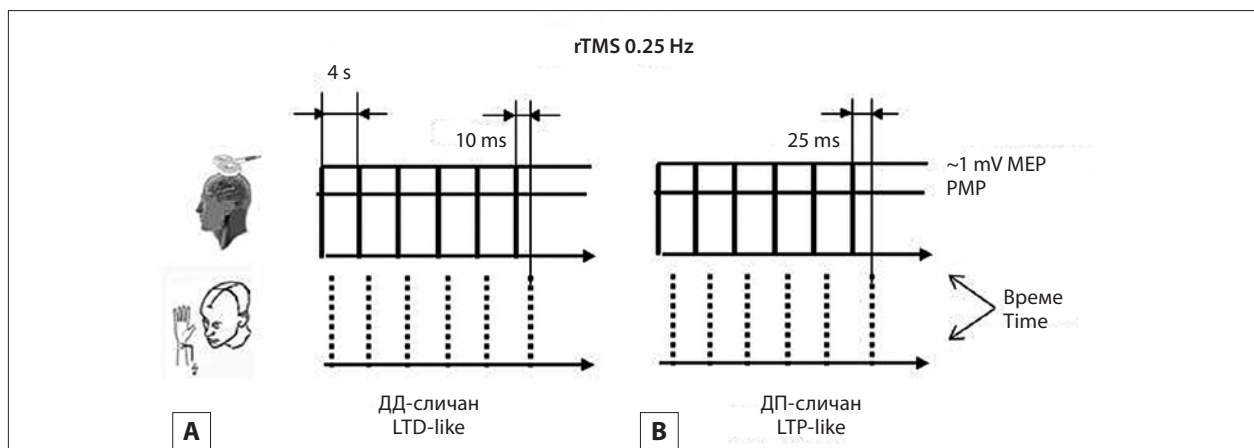 rTMS 0.25 Hz
4 s
10 ms
25 ms
~1 mV MEP
PMP
Време
Time
ДД-сличан
LTD-like
ДП-сличан
LTP-like
A
B